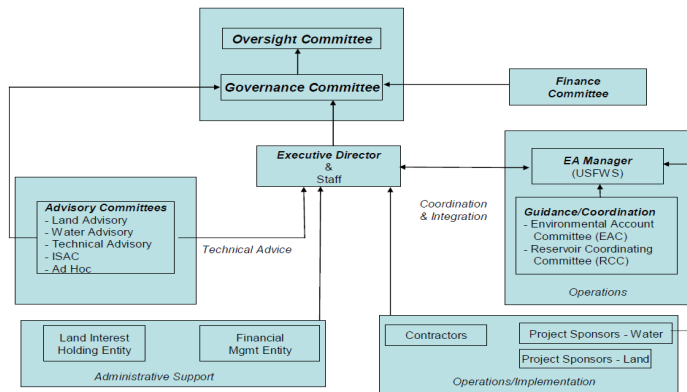 Oversight Committee
Governance Committee
Finance
Committee
Executive Director
&
Staff
EA Manager
(USFWS)
Coordination
& Integration
Guidance/Coordination
- Environmental Account
Committee (EAC)
- Reservoir Coordinating
Committee (RCC)
Operations
Advisory Committees
- Land Advisory
- Water Advisory
- Technical Advisory
- ISAC
- Ad Hoc
Technical Advice
Land Interest
Holding Entity
Financial
Mgmt Entity
Administrative Support
Contractors
Project Sponsors - Water
Project Sponsors - Land
Operations/Implementation